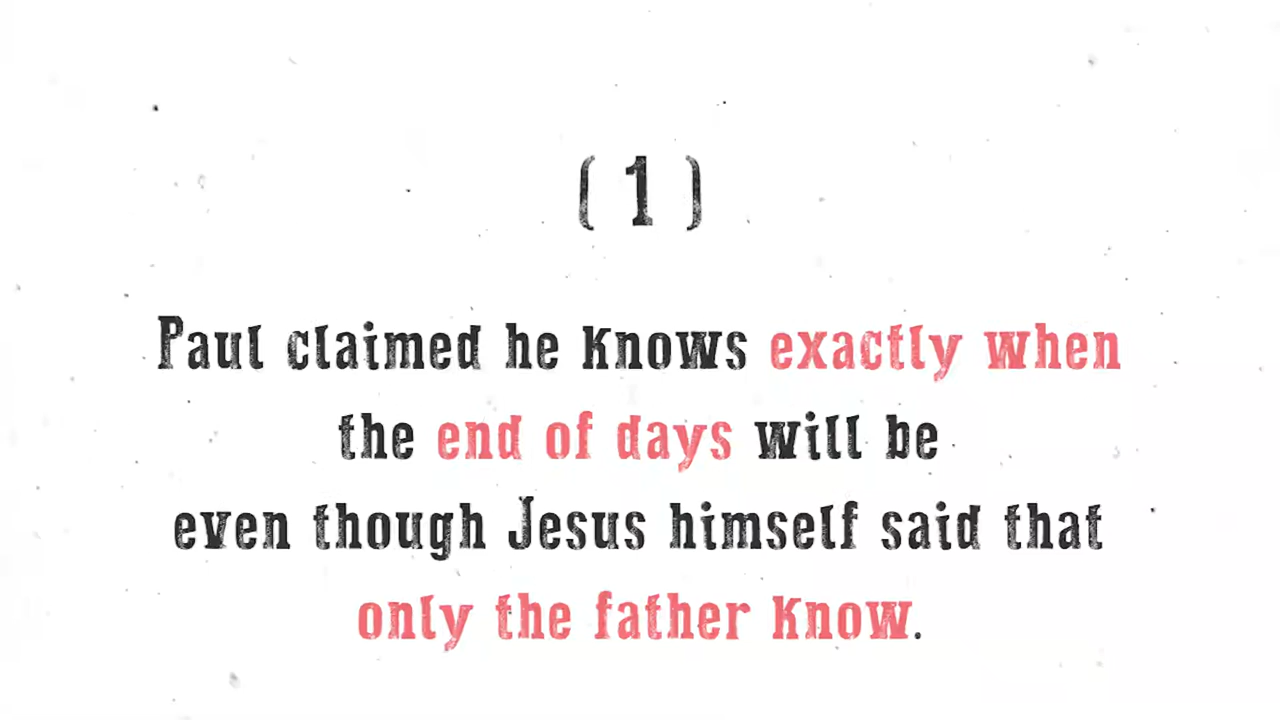 (1)
Paul claimed he knows exactly when
the end of days will be
even though Jesus himself said that
only the father know.